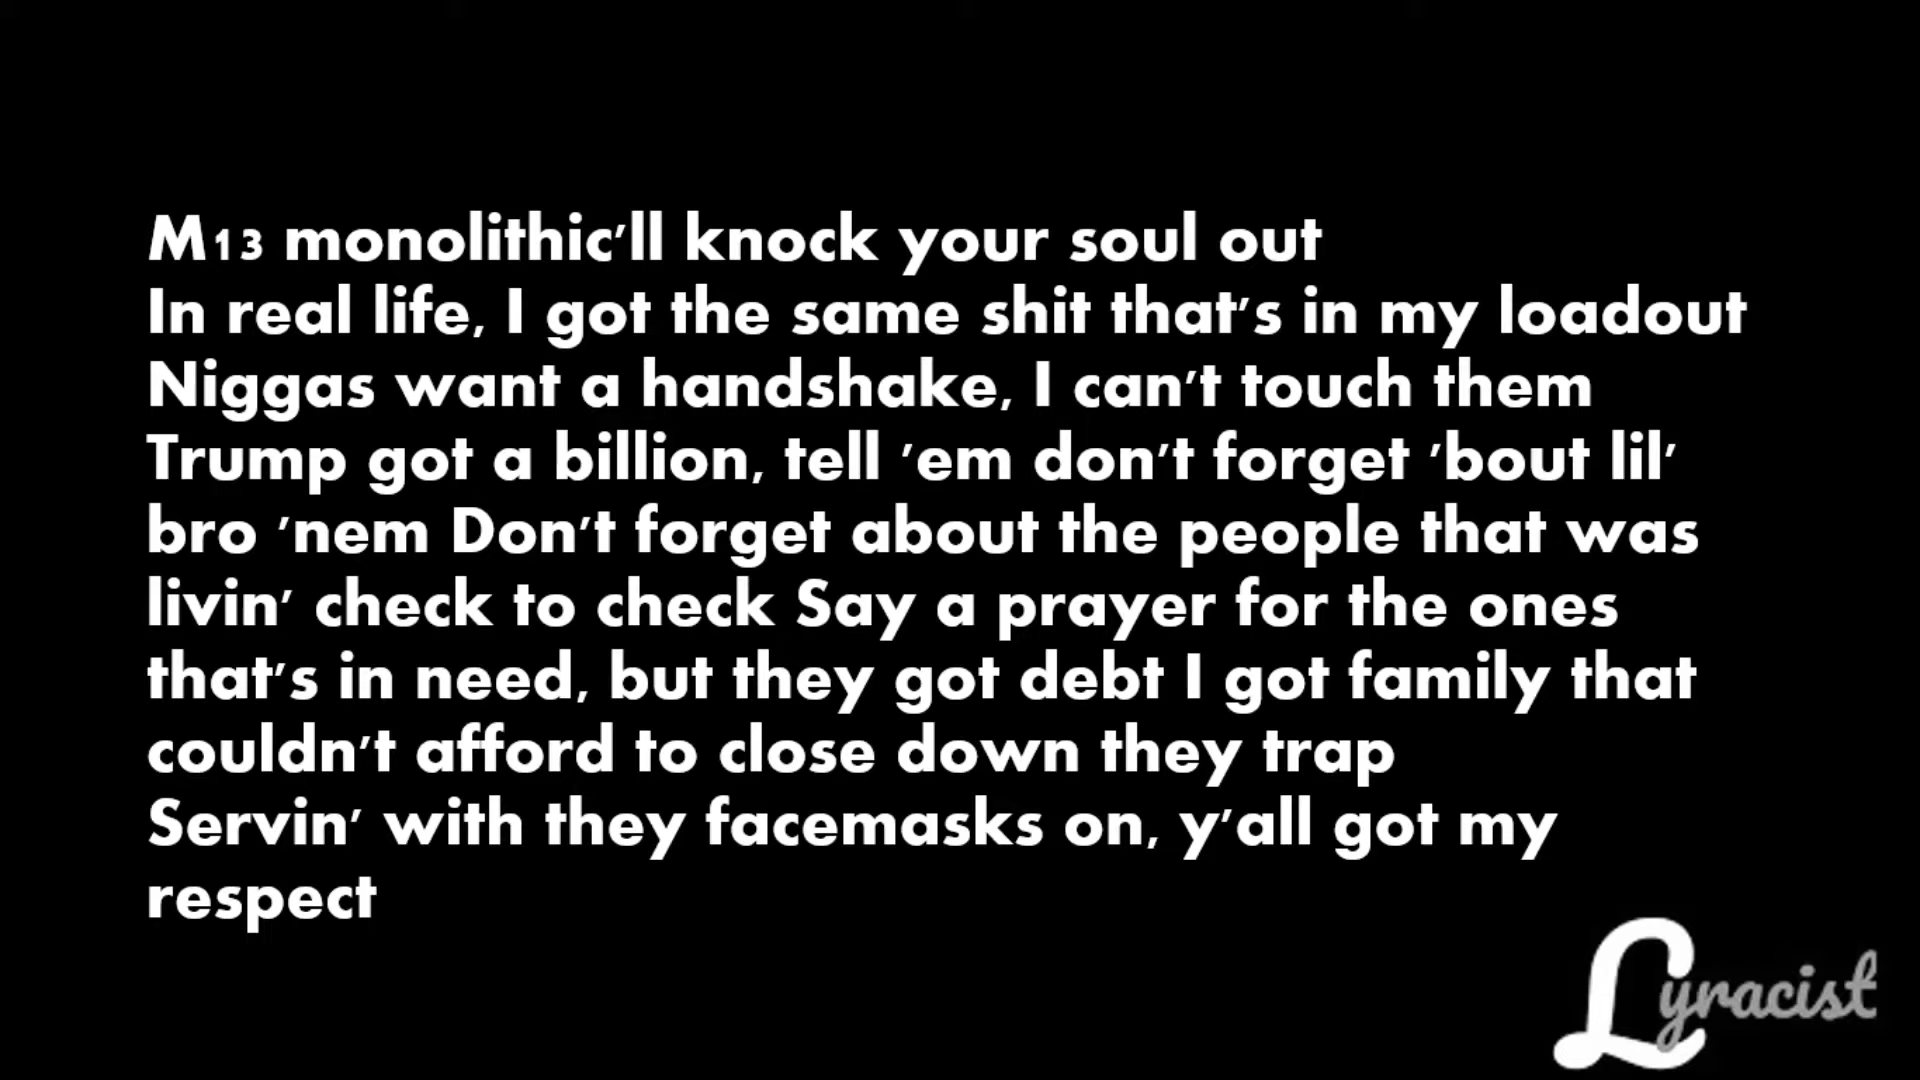 M13 monolithic'll knock your soul out
In real life, I got the same shit that's in my loadout
Niggas want a handshake, I can't touch them
Trump got a billion, tell 'em don't forget 'bout lil'
bro 'nem Don't forget about the people that was
livin' check to check Say a prayer for the ones
that's in need, but they got debt I got family that
couldn't afford to close down they trap
Servin' with they facemasks on, y'all got my
respect
Lyracist